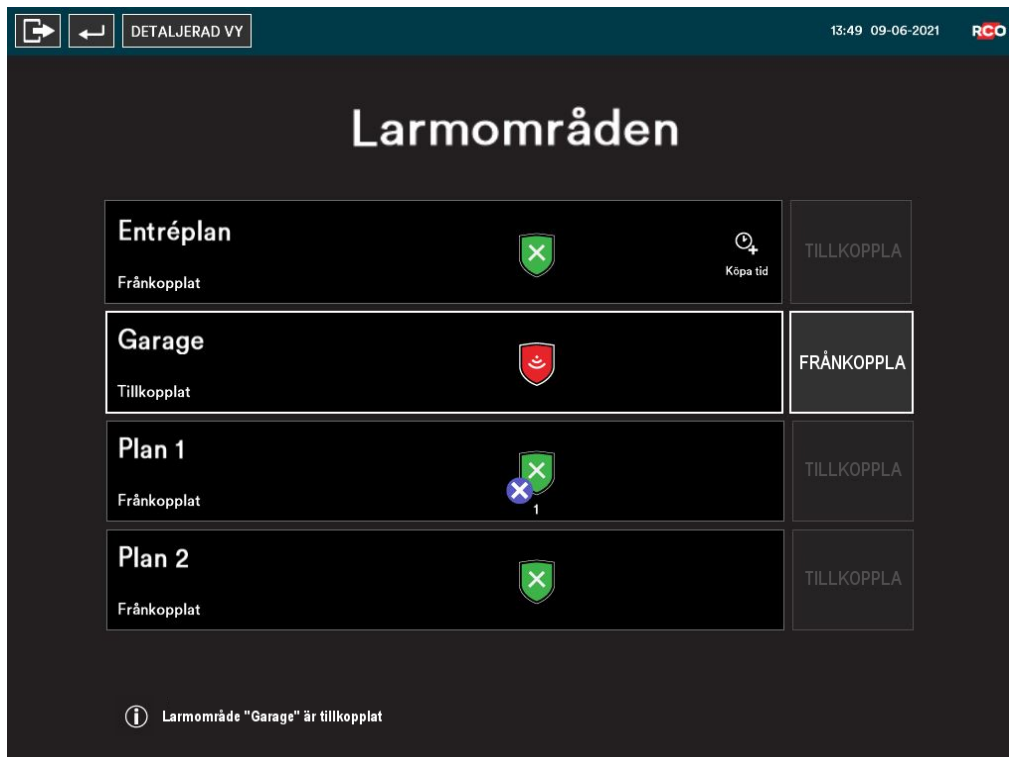 DETALJERAD VY
13:49 09-06-2021
RCO
Larmområden
Entréplan
Frånkopplat
Köpa tid
TILLKOPPLA
Garage
Tillkopplat
FRÅNKOPPLA
Plan 1
Frånkopplat
1
TILLKOPPLA
Plan 2
Frånkopplat
TILLKOPPLA
Larmområde "Garage" är tillkopplat